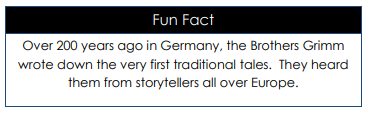 Fun Fact
Over 200 years ago in Germany, the Brothers Grimm
wrote down the very first traditional tales.  They heard
them from storytellers all over Europe.